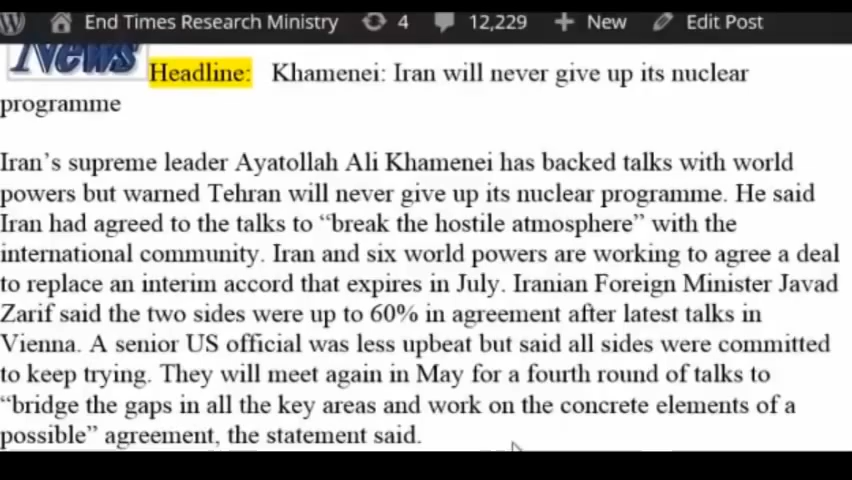 End Times Research Ministry 4 12,229 + New Edit Post
News
Headline: Khamenei: Iran will never give up its nuclear
programme
Iran's supreme leader Ayatollah Ali Khamenei has backed talks with world
powers but warned Tehran will never give up its nuclear programme. He said
Iran had agreed to the talks to “break the hostile atmosphere” with the
international community. Iran and six world powers are working to agree a deal
to replace an interim accord that expires in July. Iranian Foreign Minister Javad
Zarif said the two sides were up to 60% in agreement after latest talks in
Vienna. A senior US official was less upbeat but said all sides were committed
to keep trying. They will meet again in May for a fourth round of talks to
“bridge the gaps in all the key areas and work on the concrete elements of a
possible” agreement, the statement said.